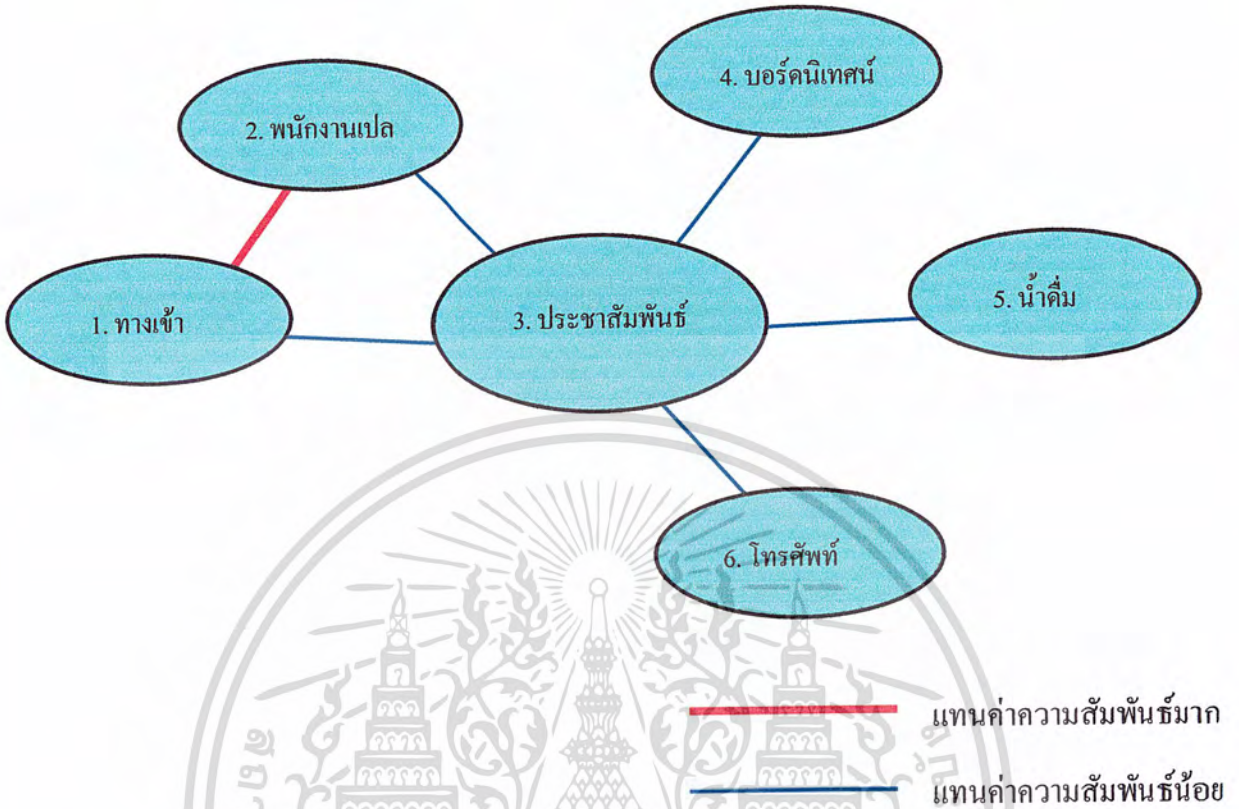 4. บอร์ดนิเทศน์
2. พนักงานเปล
5. น้ำดื่ม
1. ทางเข้า
3. ประชาสัมพันธ์
6. โทรศัพท์
แทนค่าความสัมพันธ์มาก
แทนค่าความสัมพันธ์น้อย